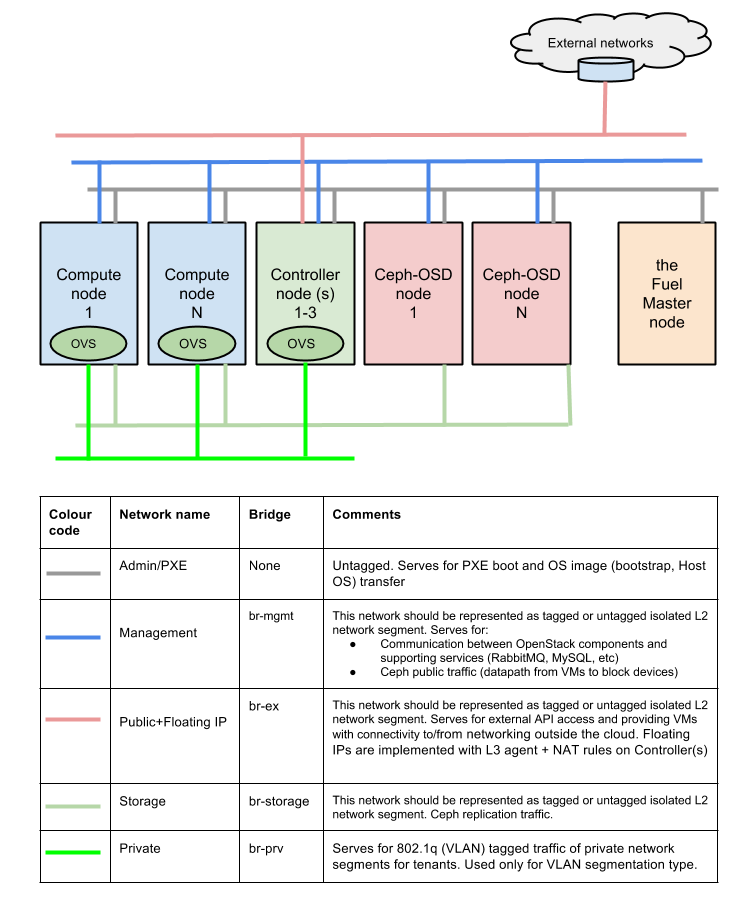 External networks
Compute
node
1
OVS
Compute
node
N
OVS
Controller
node (s)
1-3
OVS
Ceph-OSD
node
1
Ceph-OSD
node
N
the
Fuel
Master
node
Colour
code
Network name
Bridge
Comments
Admin/PXE
None
Untagged. Serves for PXE boot and OS image (bootstrap, Host
OS) transfer
Management
br-mgmt
This network should be represented as tagged or untagged isolated L2
network segment. Serves for:
● Communication between OpenStack components and
supporting services (RabbitMQ, MySQL, etc)
● Ceph public traffic (datapath from VMs to block devices)
Public+Floating IP
br-ex
This network should be represented as tagged or untagged isolated L2
network segment. Serves for external API access and providing VMs
with connectivity to/from networking outside the cloud. Floating
IPs are implemented with L3 agent + NAT rules on Controller(s)
Storage
br-storage
This network should be represented as tagged or untagged isolated L2
network segment. Ceph replication traffic.
Private
br-prv
Serves for 802.1q (VLAN) tagged traffic of private network
segments for tenants. Used only for VLAN segmentation type.